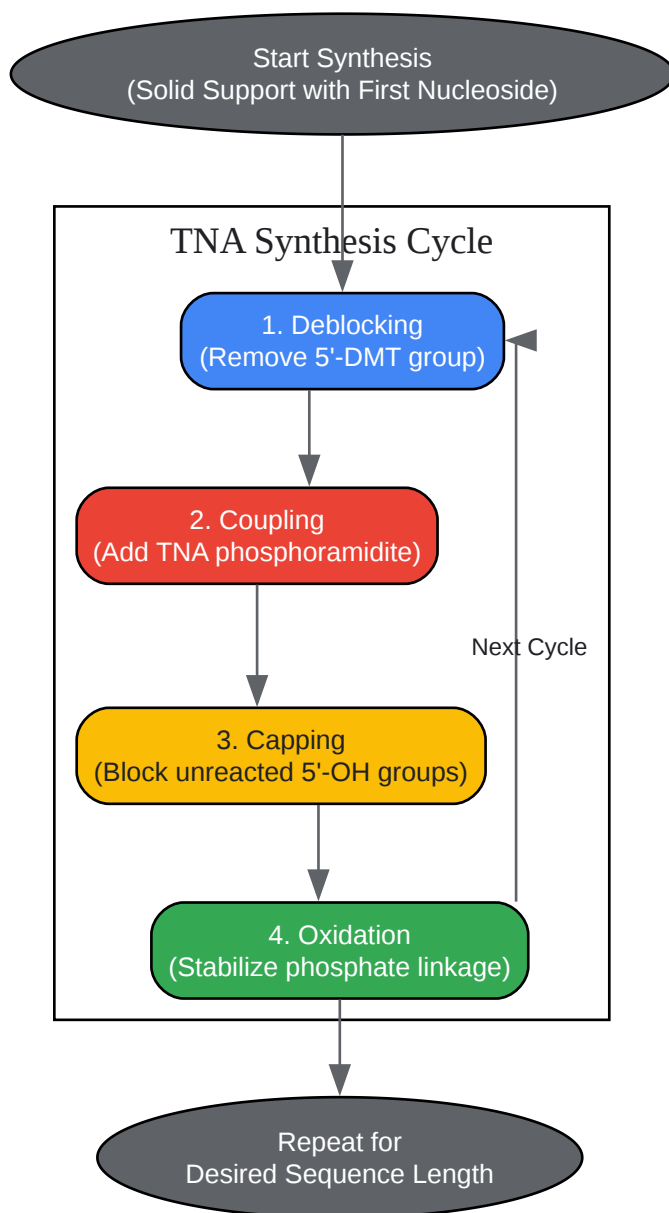 Start Synthesis
(Solid Support with First Nucleoside)
TNA Synthesis Cycle
1. Deblocking
(Remove 5'-DMT group)
2. Coupling
(Add TNA phosphoramidite)
Next Cycle
3. Capping
(Block unreacted 5'-OH groups)
4. Oxidation
(Stabilize phosphate linkage)
Repeat for
Desired Sequence Length